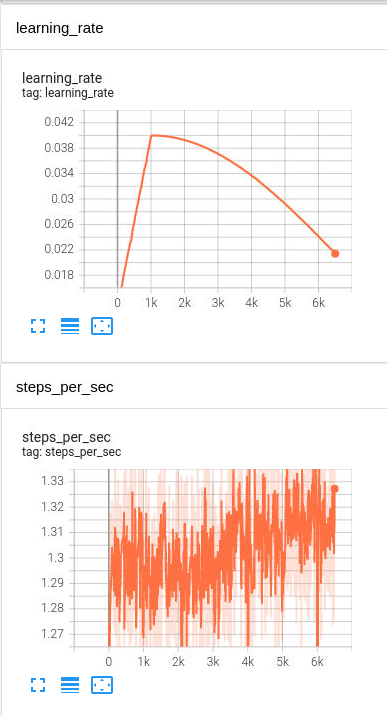 learning_rate
learning_rate
tag: learning_rate
0.042
0.038
0.034
0.03
0.026
0.022
0.018
0 1k 2k 3k 4k 5k 6k
steps_per_sec
steps_per_sec
tag: steps_per_sec
1.33
1.32
1.31
1.3
1.29
1.28
1.27
0 1k 2k 3k 4k 5k 6k